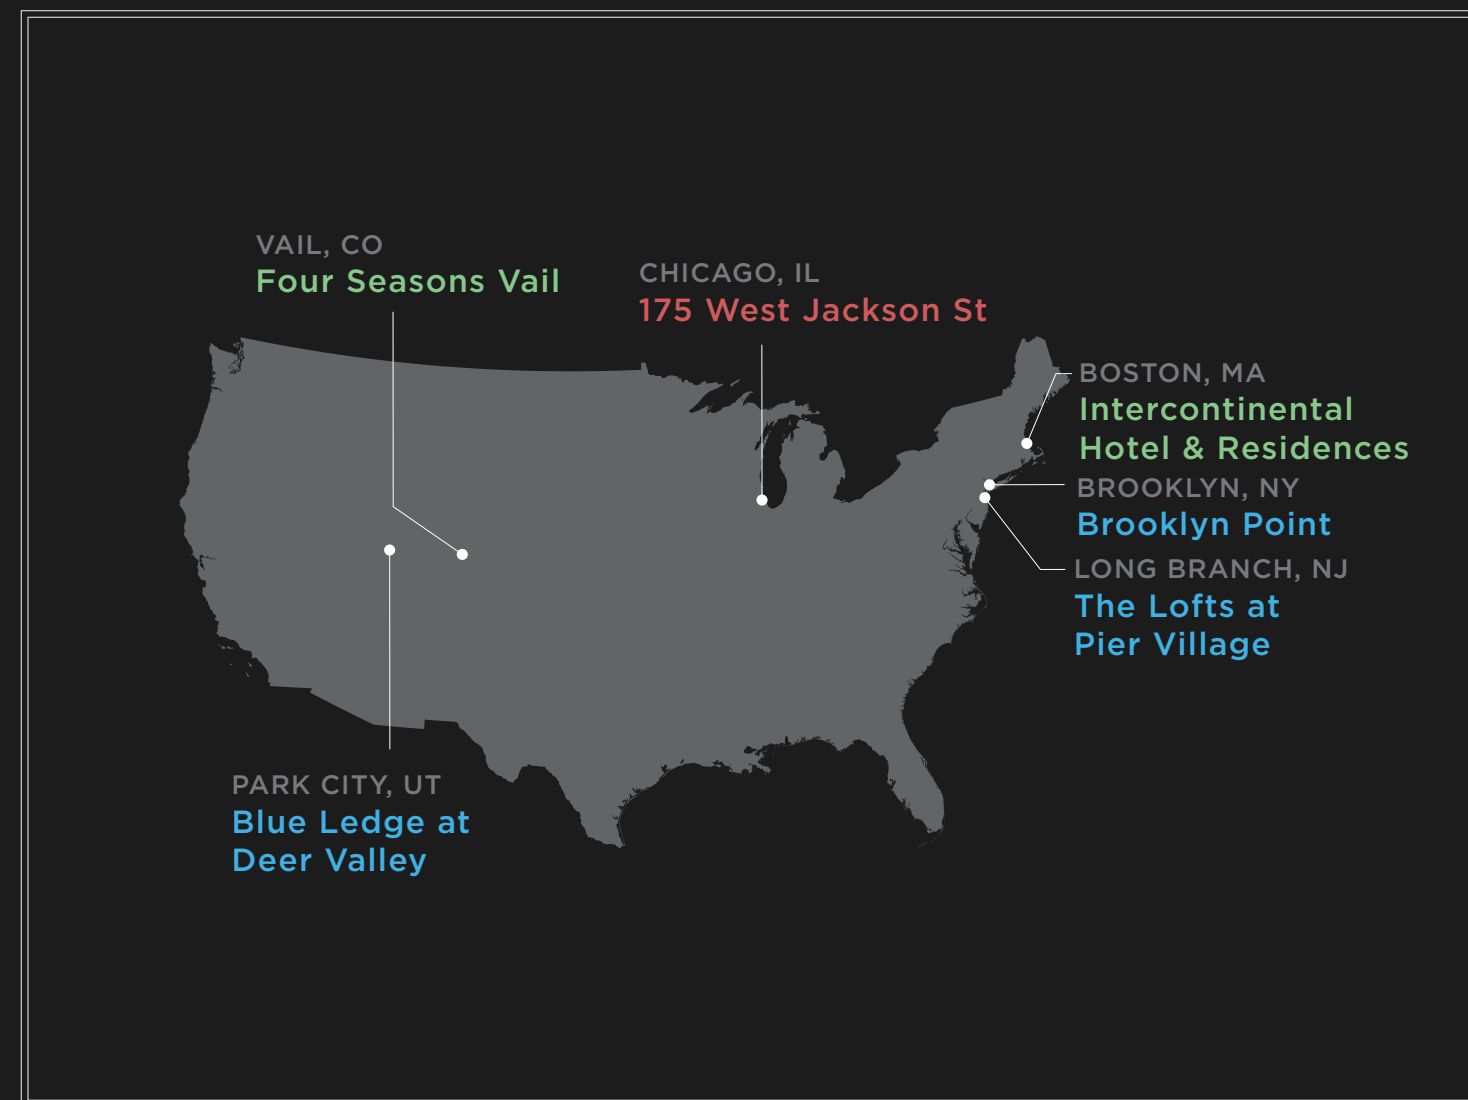 VAIL, CO
Four Seasons Vail
CHICAGO, IL
175 West Jackson St
BOSTON, MA
Intercontinental
Hotel & Residences
BROOKLYN, NY
Brooklyn Point
LONG BRANCH, NJ
The Lofts at
Pier Village
PARK CITY, UT
Blue Ledge at
Deer Valley